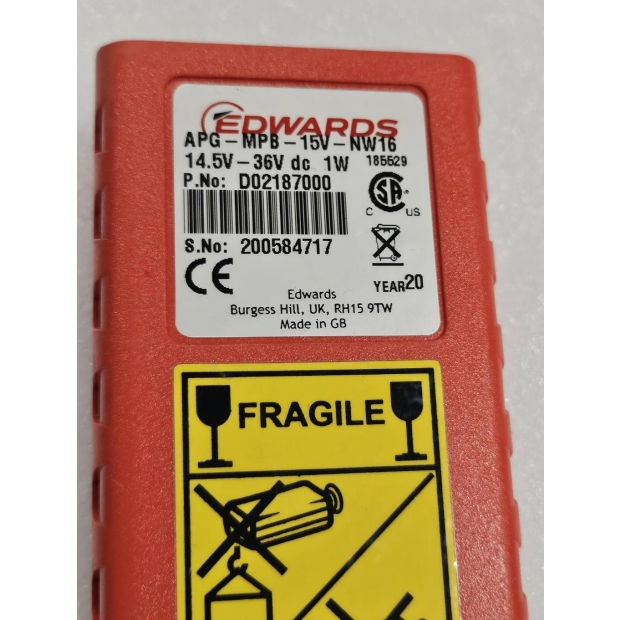 EDWARDS
APG-MPB-15V-NW16
14.5V-36V dc 1W 185529
P.No: D02187000
C US
S.No: 200584717
CE
YEAR20
Edwards
Burgess Hill, UK, RH15 9TW
Made in GB
FRAGILE